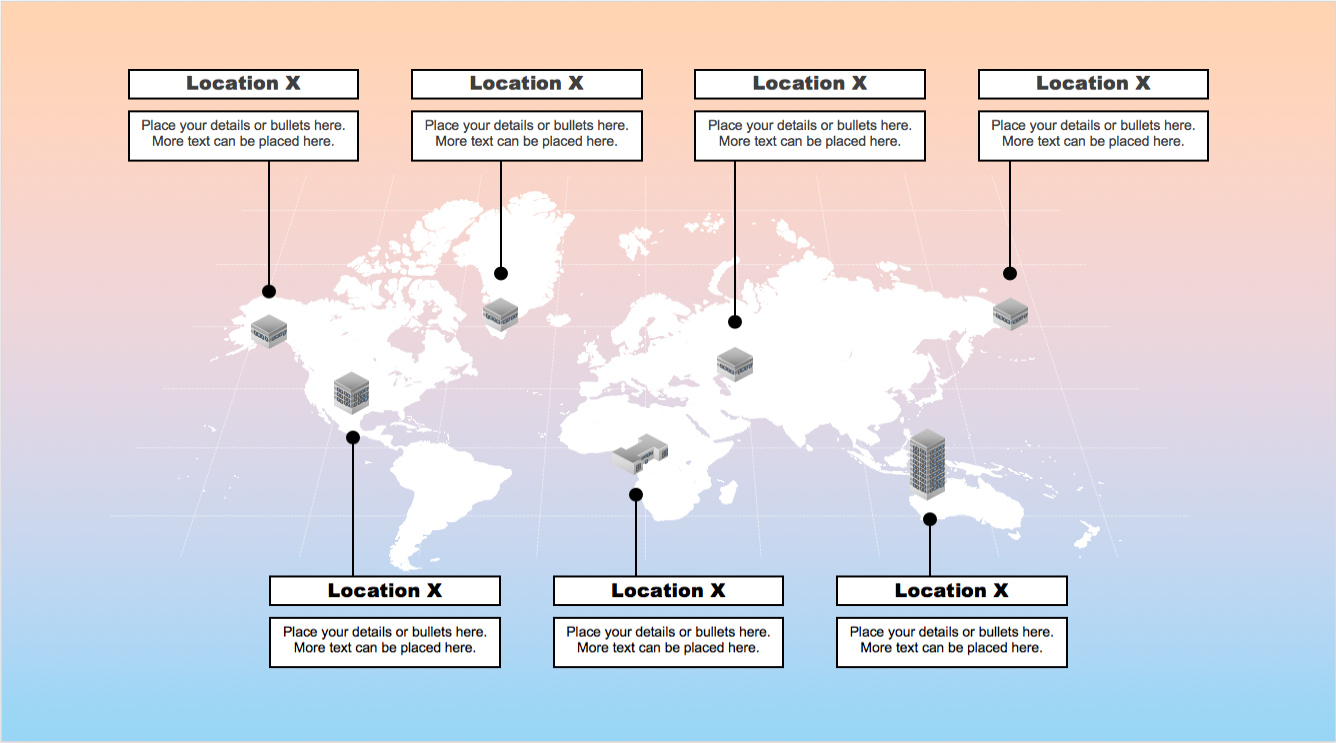 Location X
Place your details or bullets here.
More text can be placed here.
Location X
Place your details or bullets here.
More text can be placed here.
Location X
Place your details or bullets here.
More text can be placed here.
Location X
Place your details or bullets here.
More text can be placed here.
Location X
Place your details or bullets here.
More text can be placed here.
Location X
Place your details or bullets here.
More text can be placed here.
Location X
Place your details or bullets here.
More text can be placed here.